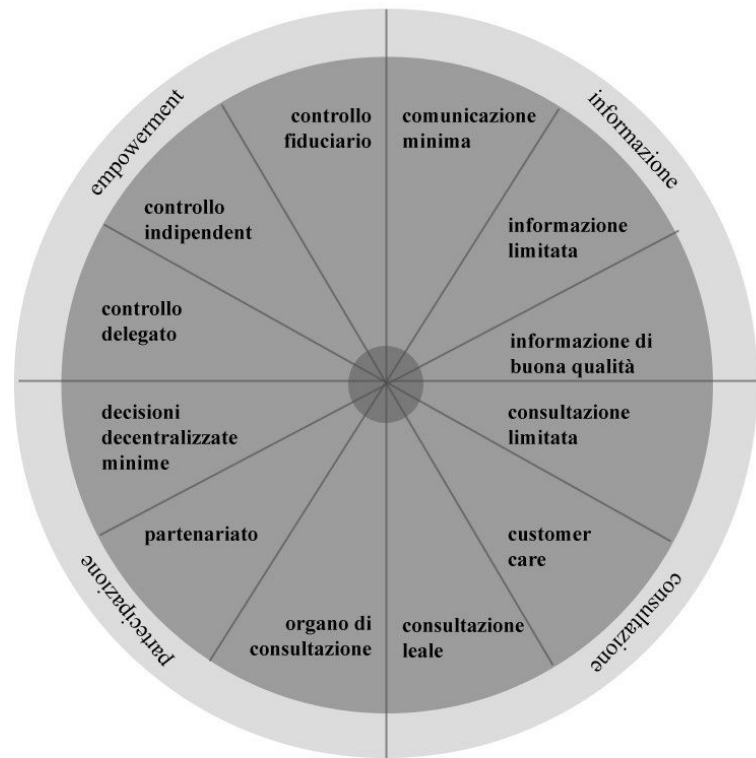 empowerment
informazione
controllo
fiduciario
comunicazione
minima
controllo
indipendent
informazione
limitata
controllo
delegato
informazione di
buona qualità
decisioni
decentralizzate
minime
consultazione
limitata
partenariato
customer
care
organo di
consultazione
consultazione
leale
partecipazione
consultazione